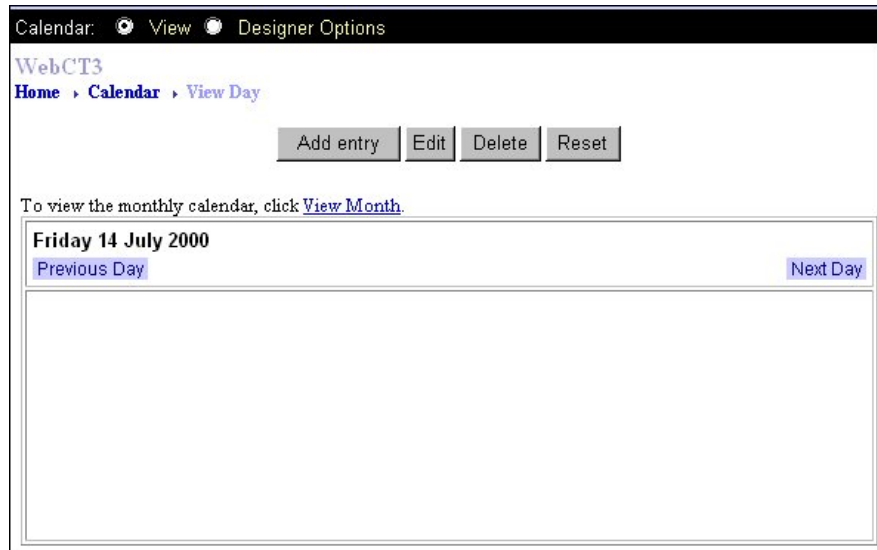 Calendar: View Designer Options
WebCT3
Home › Calendar › View Day
Add entry Edit Delete Reset
To view the monthly calendar, click View Month.
Friday 14 July 2000
Previous Day Next Day